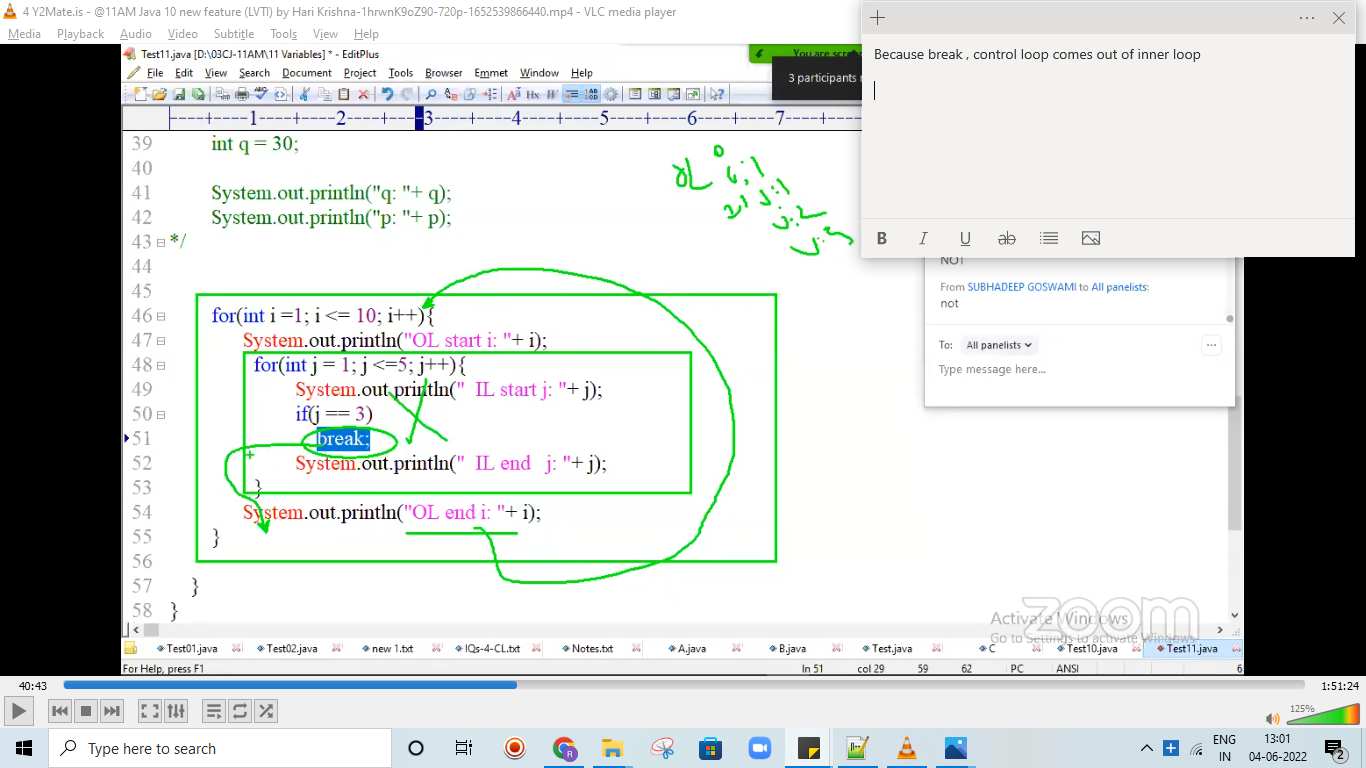 4 Y2Mate.is - @11AM Java 10 new feature (LVTI) by Hari Krishna-1hrwnK9oZ90-720p-1652539866440.mp4 - VLC media player
Media Playback Audio Video Subtitle Tools View Help
Because break , control loop comes out of inner loop
B I U ab
Test11.java [D:\03CJ-11AM\11 Variables] * - EditPlus
You are scre
3 participants
File Edit View Search Document Project Tools Browser Emmet Window Help
----+----1----+----2----+----3----+----4----+----5----+----6----+----7----+---
39 int q = 30;
40
41 System.out.println("q: "+ q);
42 System.out.println("p: "+ p);
43 */
44
45
46 for(int i =1; i <= 10; i++){
47 System.out.println("OL start i: "+ i);
48 for(int j = 1; j <=5; j++){
49 System.out.println(" IL start j: "+ j);
50 if(j == 3)
51 break;
52 System.out.println(" IL end j: "+ j);
53 }
54 System.out.println("OL end i: "+ i);
55 }
56
57 }
58 }
OL
i:1
j:1
j:2
j:3
NOT
From SUBHADEEP GOSWAMI to All panelists:
not
To: All panelists
Type message here...
zoom
Activate Windows
Go to Settings to activate Windows.
Test01.java Test02.java new 1.txt IQs-4-CL.txt Notes.txt A.java B.java Test.java C Test10.java Test11.java
For Help, press F1 ln 51 col 29 59 62 PC ANSI 6
40:43 1:51:24
125%
Type here to search
ENG
IN
13:01
04-06-2022
2